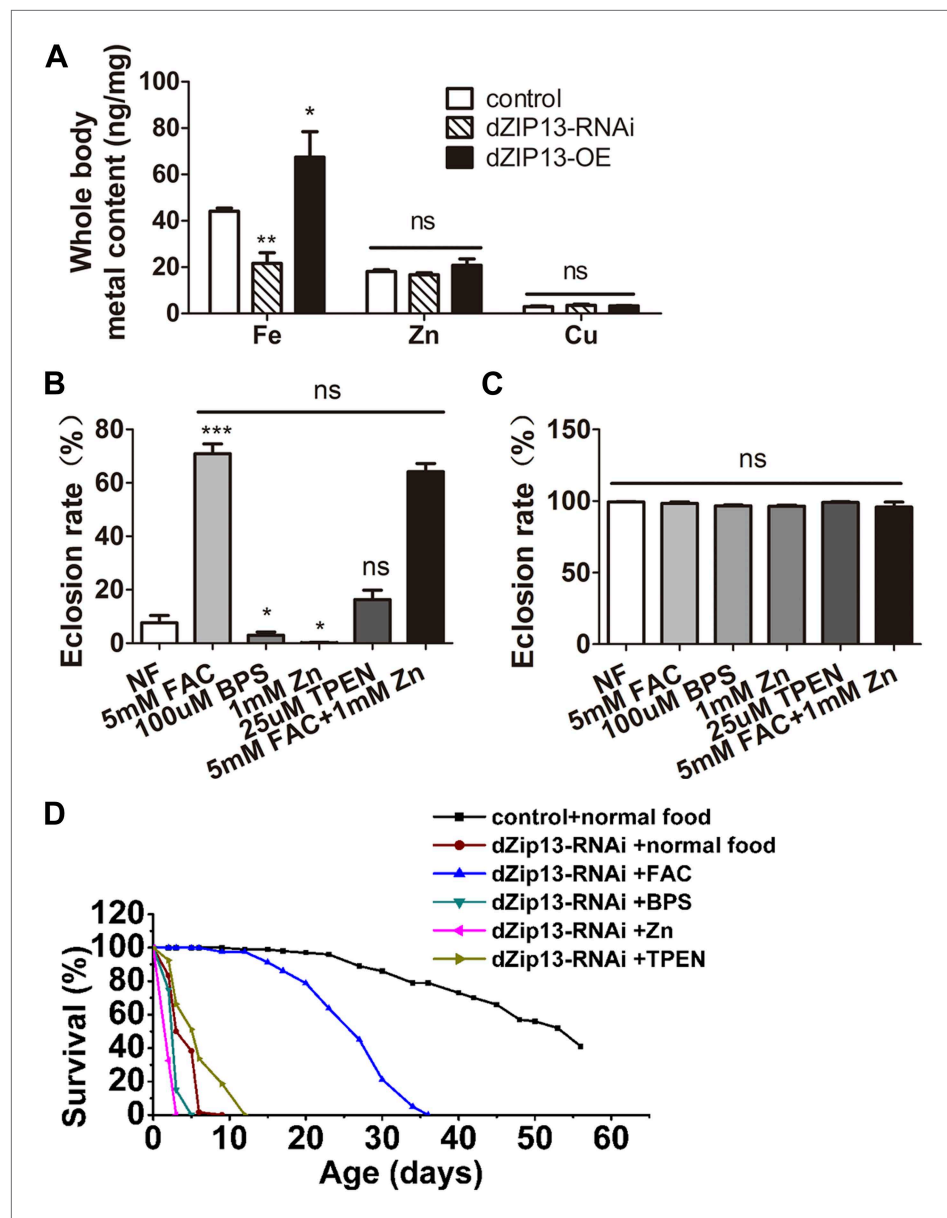 A
Whole body
metal content (ng/mg)
100
80
60
40
20
0
*
**
ns
ns
control
dZIP13-RNAi
dZIP13-OE
Fe Zn Cu
B
Eclosion rate (%)
80
60
40
20
0
ns
***
*
*
ns
NF
5mM FAC
100uM BPS
1mM Zn
25uM TPEN
5mM FAC+1mM Zn
C
Eclosion rate (%)
150
100
50
0
ns
NF
5mM FAC
100uM BPS
1mM Zn
25uM TPEN
5mM FAC+1mM Zn
D
control+normal food
dZip13-RNAi +normal food
dZip13-RNAi +FAC
dZip13-RNAi +BPS
dZip13-RNAi +Zn
dZip13-RNAi +TPEN
Survival (%)
120
100
80
60
40
20
0
0 10 20 30 40 50 60
Age (days)